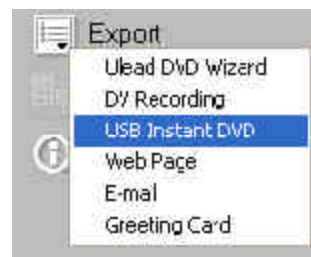 Export
Ulead DVD Wizard
DV Recording
USB Instant DVD
Web Page
E-mail
Greeting Card